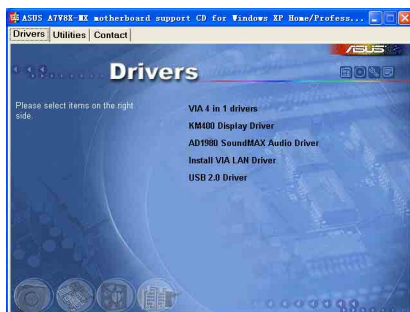 ASUS A7V8X-MX motherboard support CD for Windows XP Home/Profess...
Drivers Utilities Contact
ASUS
Drivers
Please select items on the right
side.
VIA 4 in 1 drivers
KM400 Display Driver
AD1980 SoundMAX Audio Driver
Install VIA LAN Driver
USB 2.0 Driver